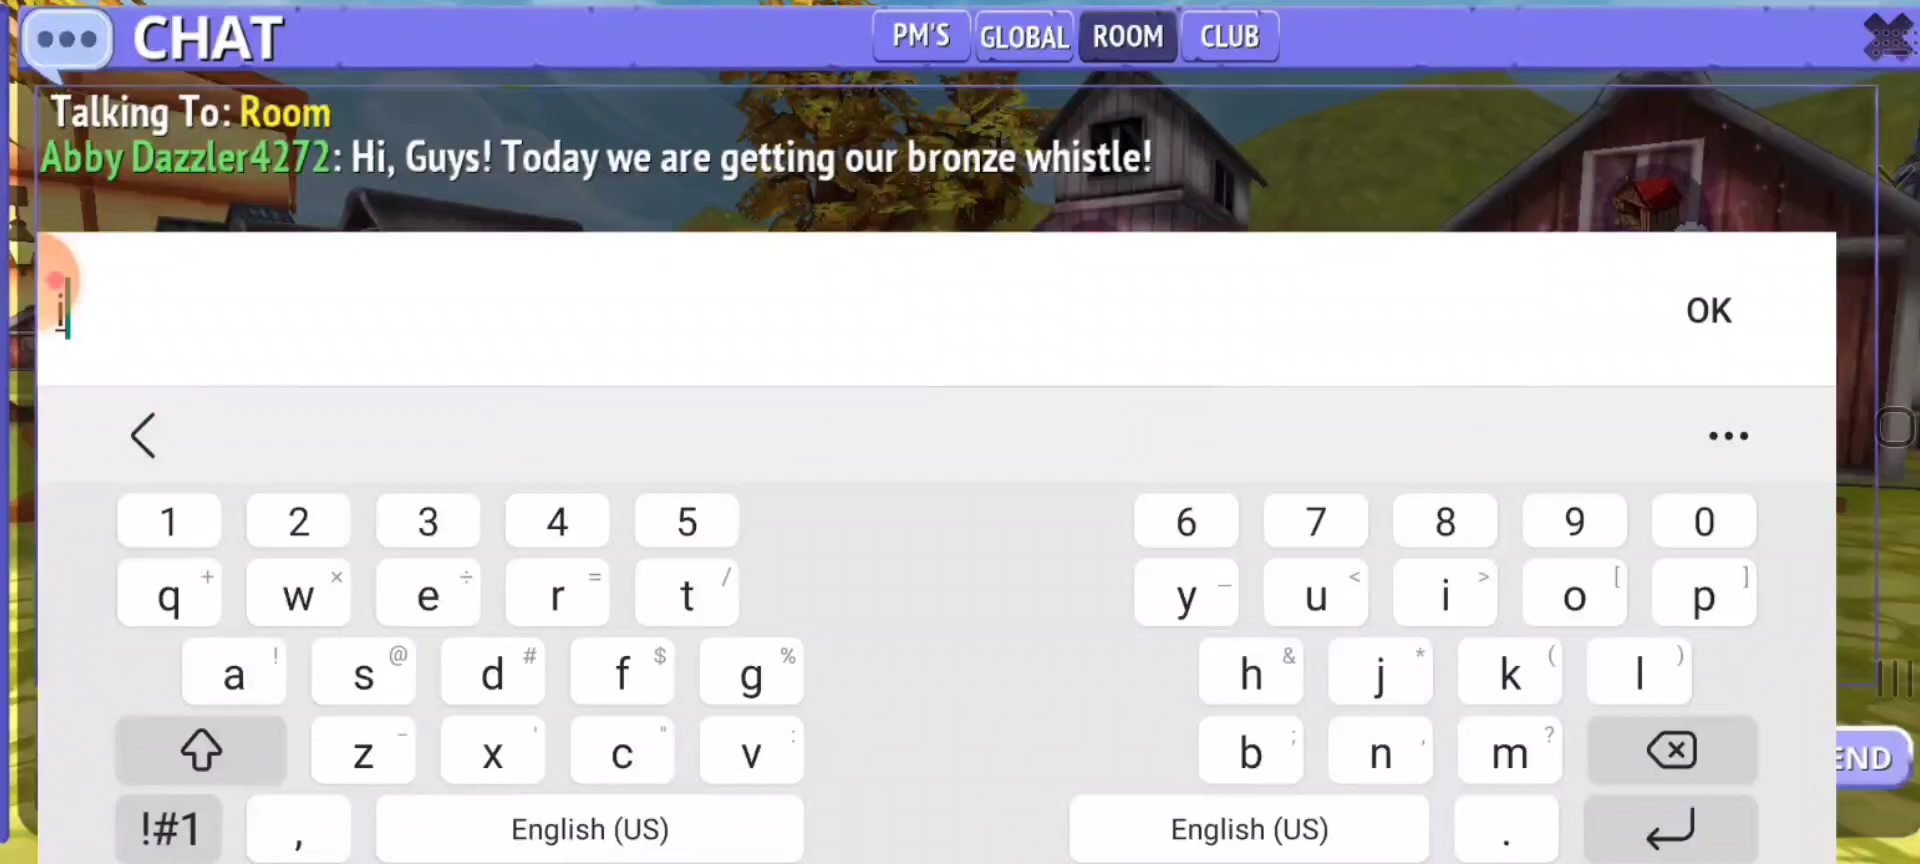 CHAT PM'S GLOBAL ROOM CLUB
Talking To: Room
Abby Dazzler4272: Hi, Guys! Today we are getting our bronze whistle!
i
OK
1 2 3 4 5 6 7 8 9 0
q + w × e ÷ r = t / y _ u < i > o [ p ]
a ! s @ d # f $ g % h & j * k ( l )
z - x ' c " v : b ; n , m ?
END
!#1 , English (US) English (US) .